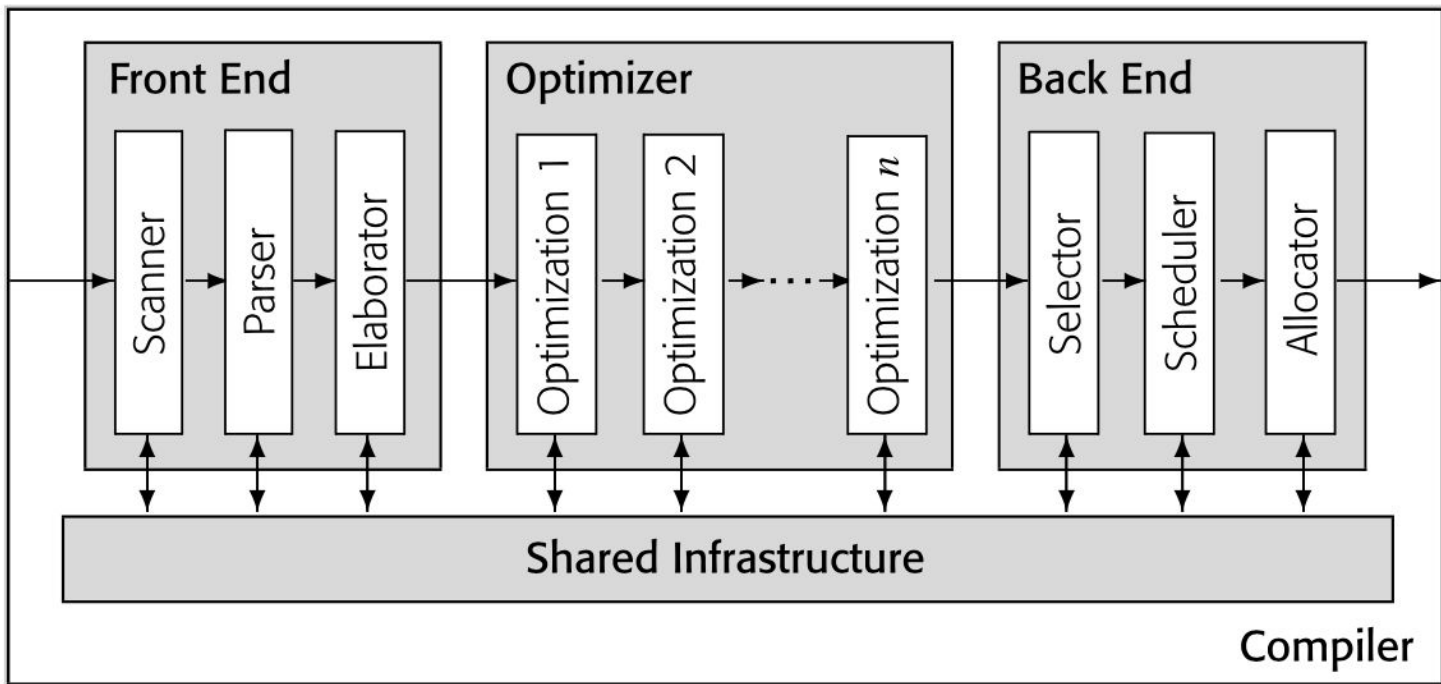 Front End
Scanner
Parser
Elaborator
Optimizer
Optimization 1
Optimization 2
....
Optimization n
Back End
Selector
Scheduler
Allocator
Shared Infrastructure
Compiler